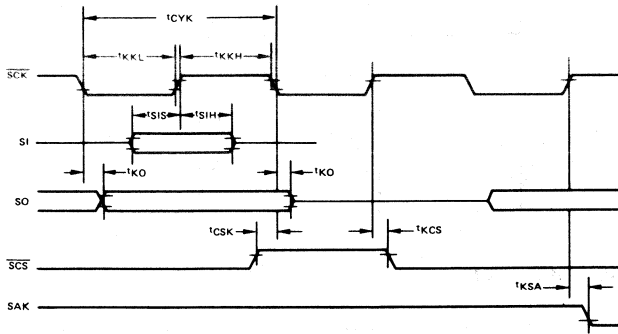 tCYK
tKKL
tKKH
SCK
tSIS
tSIH
SI
tKO
tKO
SO
tCSK
tKCS
SCS
tKSA
SAK